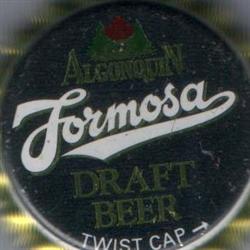 ALGONQUIN
Formosa
DRAFT
BEER
TWIST CAP →